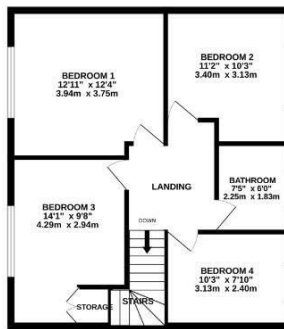 BEDROOM 1
12'11" x 12'4"
3.94m x 3.75m
BEDROOM 2
11'2" x 10'3"
3.40m x 3.13m
BATHROOM
7'5" x 6'0"
2.25m x 1.83m
LANDING
BEDROOM 3
14'1" x 9'8"
4.29m x 2.94m
DOWN
BEDROOM 4
10'3" x 7'10"
3.13m x 2.40m
STORAGE
STAIRS